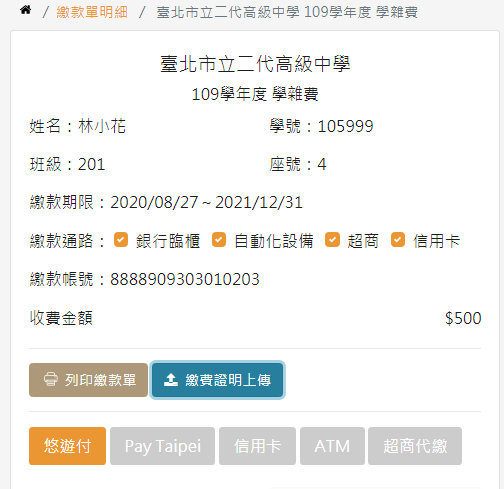 / 繳款單明細 / 臺北市立二代高級中學 109學年度 學雜費
臺北市立二代高級中學
109學年度 學雜費
姓名：林小花 學號：105999
班級：201 座號：4
繳款期限：2020/08/27～2021/12/31
繳款通路： 銀行臨櫃 自動化設備 超商 信用卡
繳款帳號：8888909303010203
收費金額 $500
列印繳款單 繳費證明上傳
悠遊付 Pay Taipei 信用卡 ATM 超商代繳